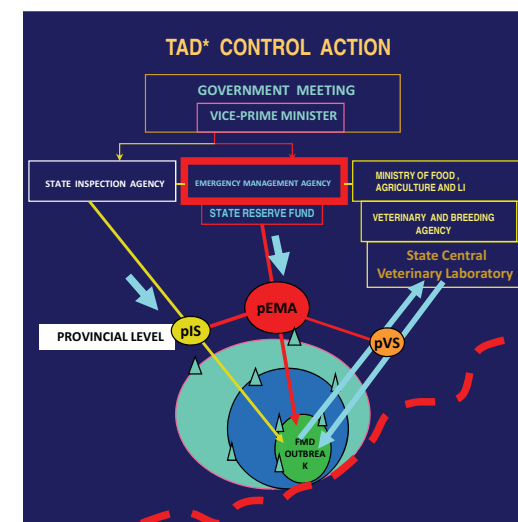 TAD* CONTROL ACTION
GOVERNMENT MEETING
VICE-PRIME MINISTER
STATE INSPECTION AGENCY
EMERGENCY MANAGEMENT AGENCY
MINISTRY OF FOOD ,
AGRICULTURE AND LI
STATE RESERVE FUND
VETERINARY AND BREEDING
AGENCY
State Central
Veterinary Laboratory
PROVINCIAL LEVEL
pIS
pEMA
pVS
FMD
OUTBREA
K